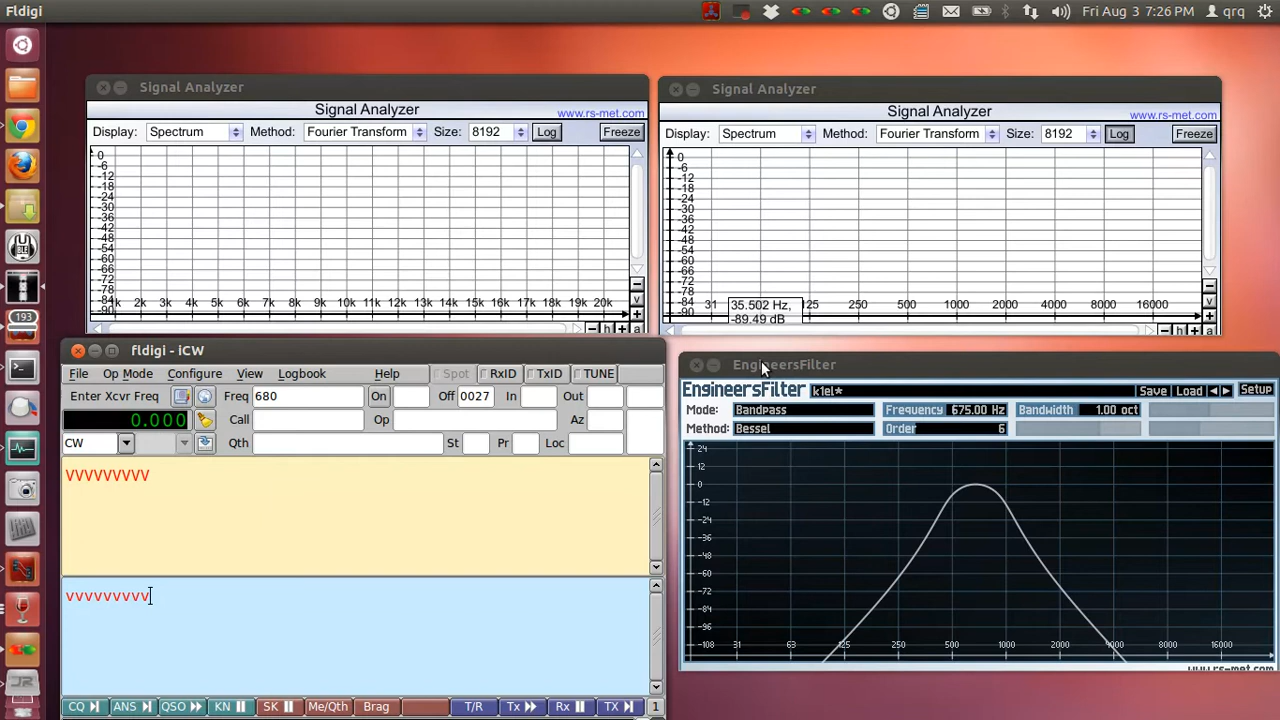 Fldigi
Fri Aug 3 7:26 PM qrq
Signal Analyzer
Signal Analyzer
www.rs-met.com
Display: Spectrum Method: Fourier Transform Size: 8192 Log Freeze
0
-6
-12
-18
-24
-30
-36
-42
-48
-54
-60
-66
-72
-78
-84
-90
1k 2k 3k 4k 5k 6k 7k 8k 9k 10k 11k 12k 13k 14k 15k 16k 17k 18k 19k 20k
- v + - h + a
Signal Analyzer
Signal Analyzer
www.rs-met.com
Display: Spectrum Method: Fourier Transform Size: 8192 Log Freeze
0
-6
-12
-18
-24
-30
-36
-42
-48
-54
-60
-66
-72
-78
-84
-90
31 125 250 500 1000 2000 4000 8000 16000
35.502 Hz,
-89.49 dB
- v + - h + a
193
fldigi - iCW
File Op Mode Configure View Logbook Help Spot RxID TxID TUNE
Enter Xcvr Freq Freq 680 On Off 0027 In Out
0.000 Call Op Az
CW Qth St Pr Loc
VVVVVVVVV
vvvvvvvvv
CQ ANS QSO KN SK Me/Qth Brag T/R Tx Rx TX 1
EngineersFilter
EngineersFilter k1el* Save Load Setup
Mode: Bandpass Frequency 675.00 Hz Bandwidth 1.00 oct
Method: Bessel Order 6
24
12
0
-12
-24
-36
-48
-60
-72
-84
-96
-108
31 63 125 250 500 1000 2000 4000 8000 16000
www.rs-met.com
JR